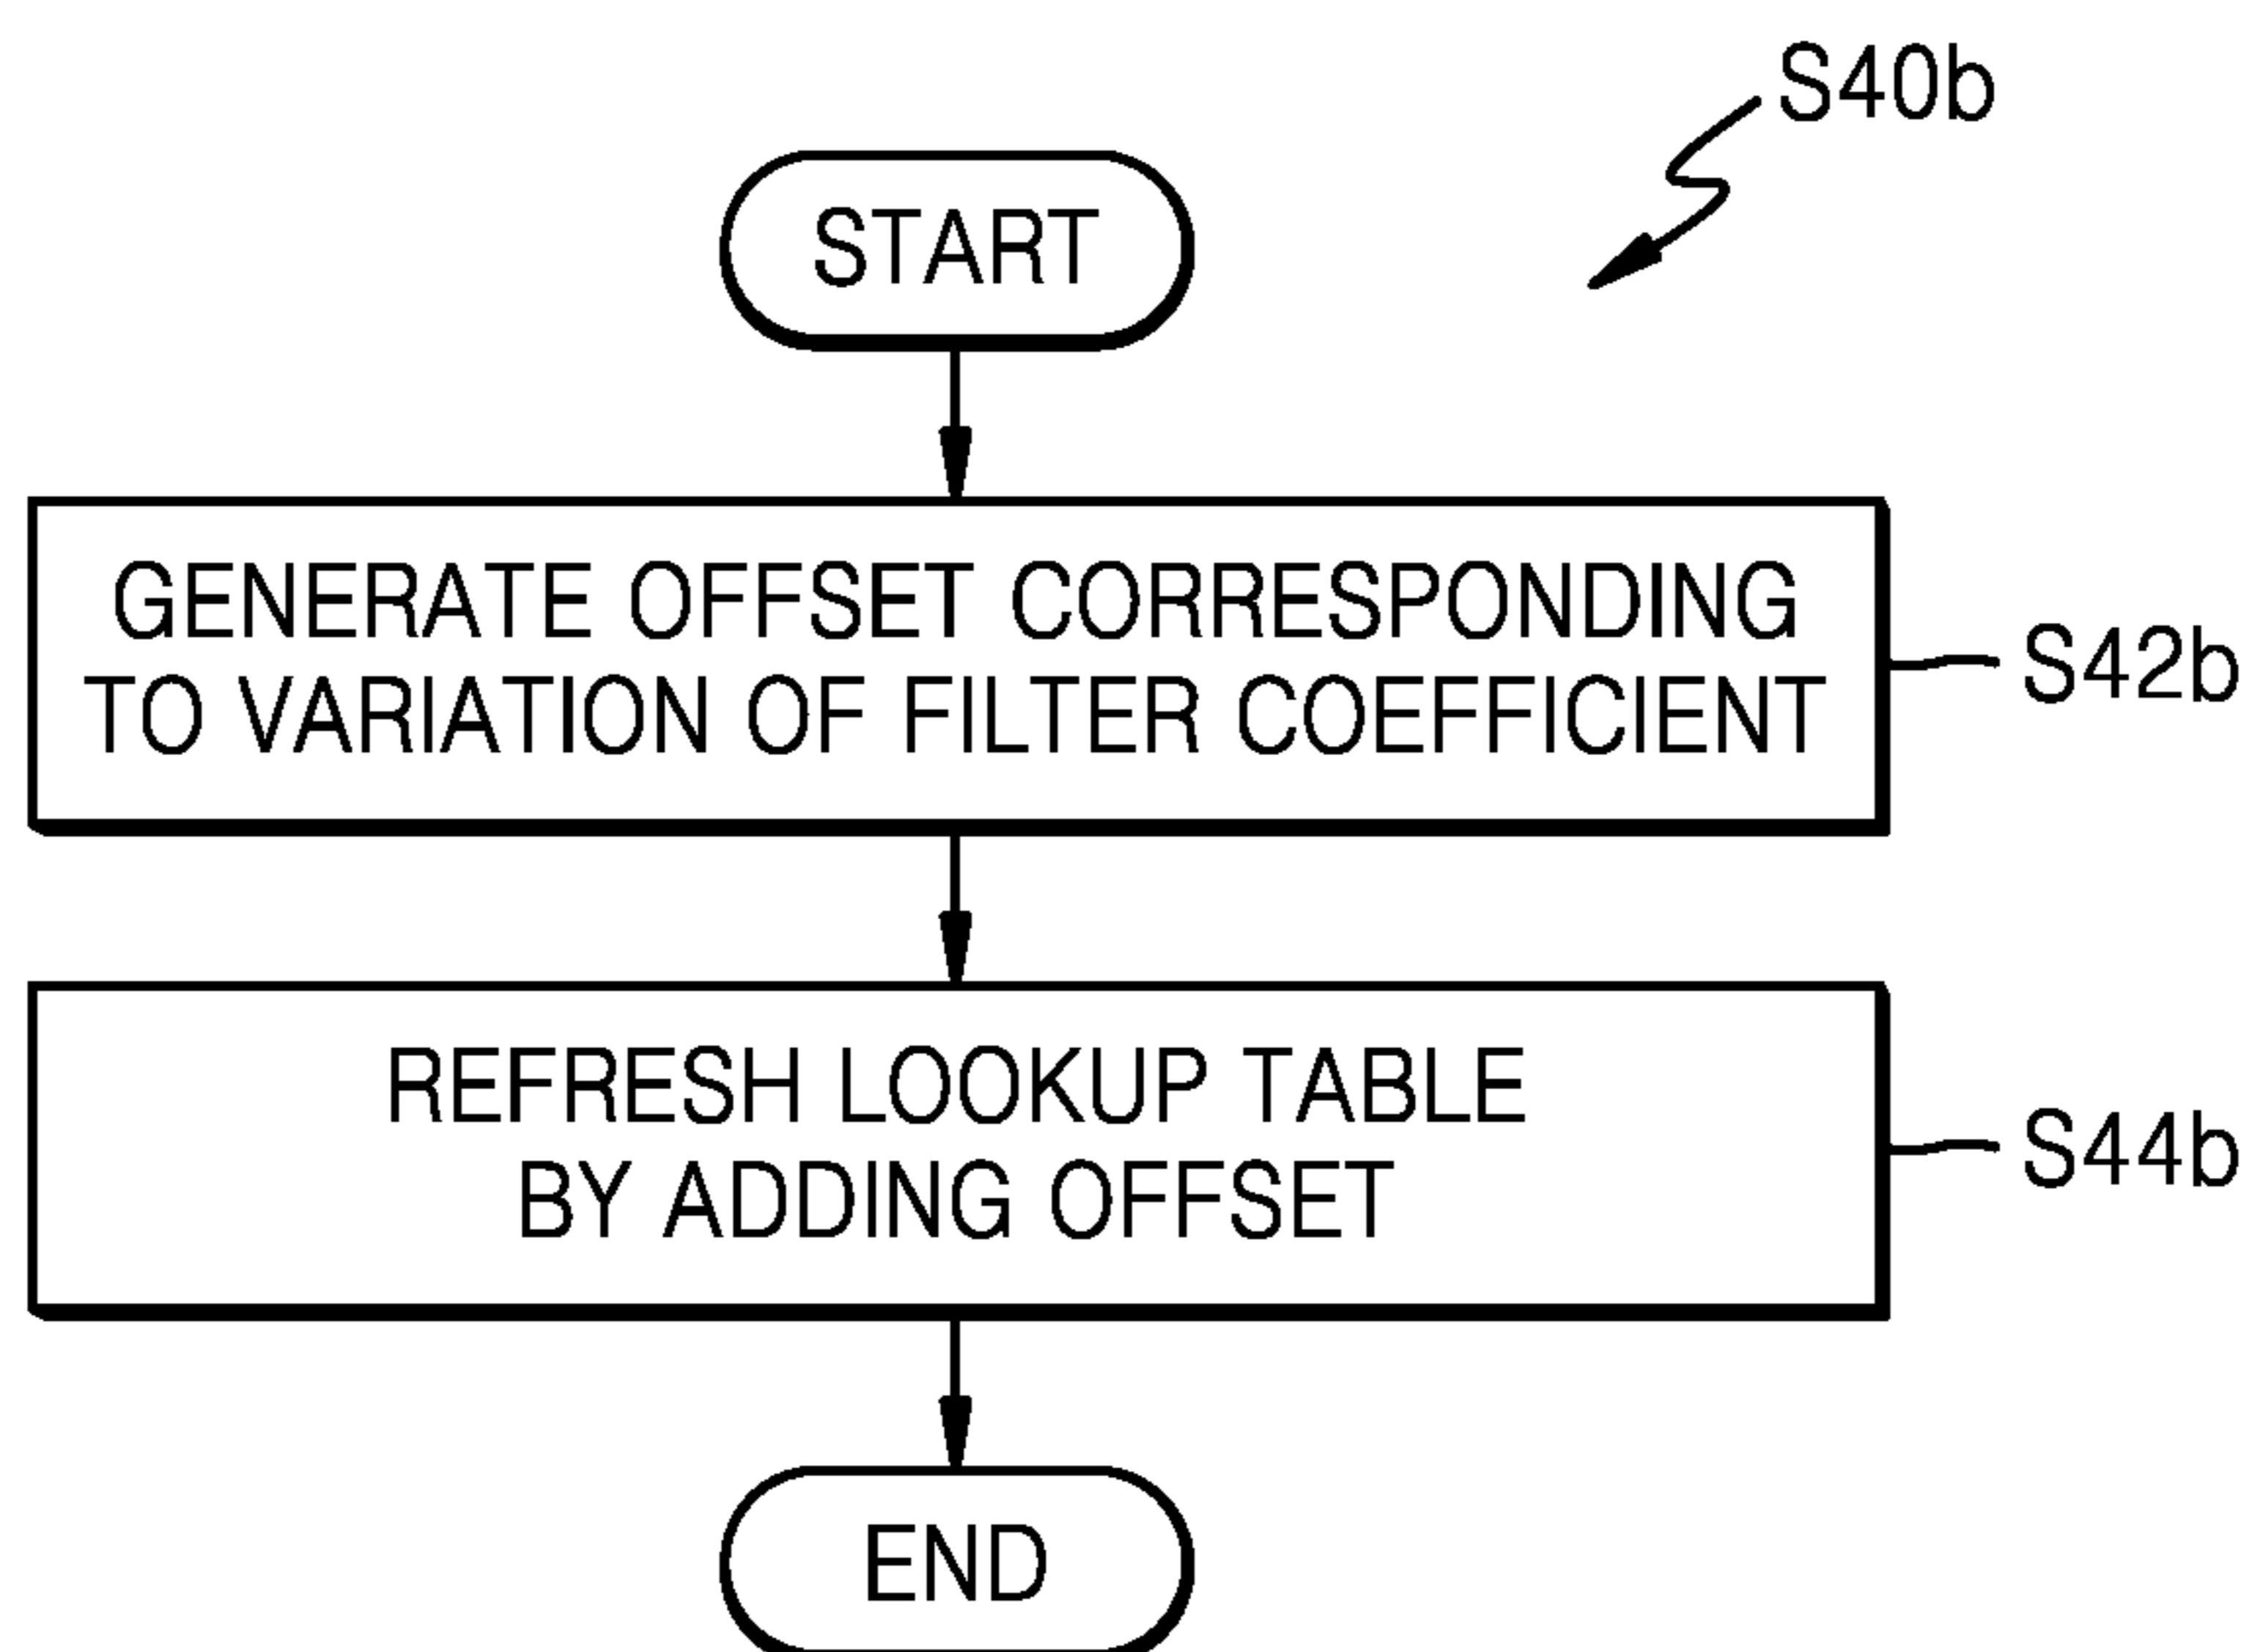 S40b
START
GENERATE OFFSET CORRESPONDING
TO VARIATION OF FILTER COEFFICIENT
S42b
REFRESH LOOKUP TABLE
BY ADDING OFFSET
S44b
END